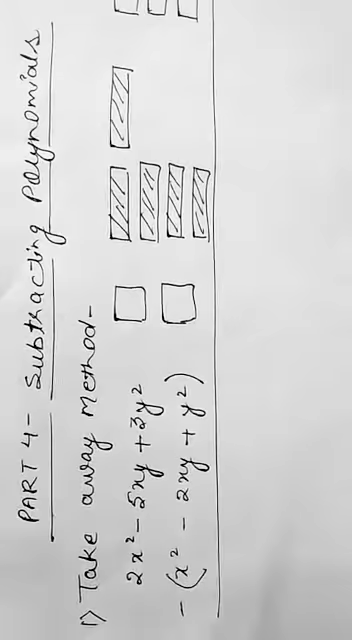 PART 4 - Subtracting Polynomials
1) Take away Method -
2x² - 5xy + 3y²
- (x² - 2xy + y²)